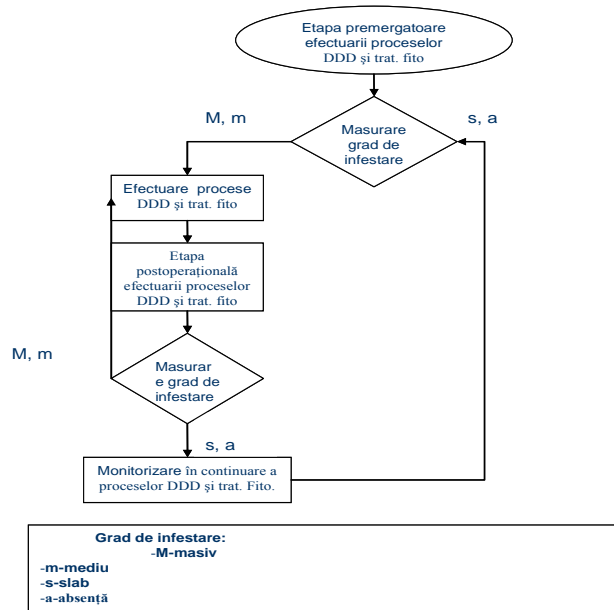 Etapa premergatoare
efectuarii proceselor
DDD şi trat. fito
M, m
s, a
Masurare
grad de
infestare
Efectuare procese
DDD şi trat. fito
Etapa
postoperaţională
efectuarii proceselor
DDD şi trat. fito
M, m
Masurar
e grad de
infestare
s, a
Monitorizare în continuare a
proceselor DDD şi trat. Fito.
Grad de infestare:
-M-masiv
-m-mediu
-s-slab
-a-absenţă